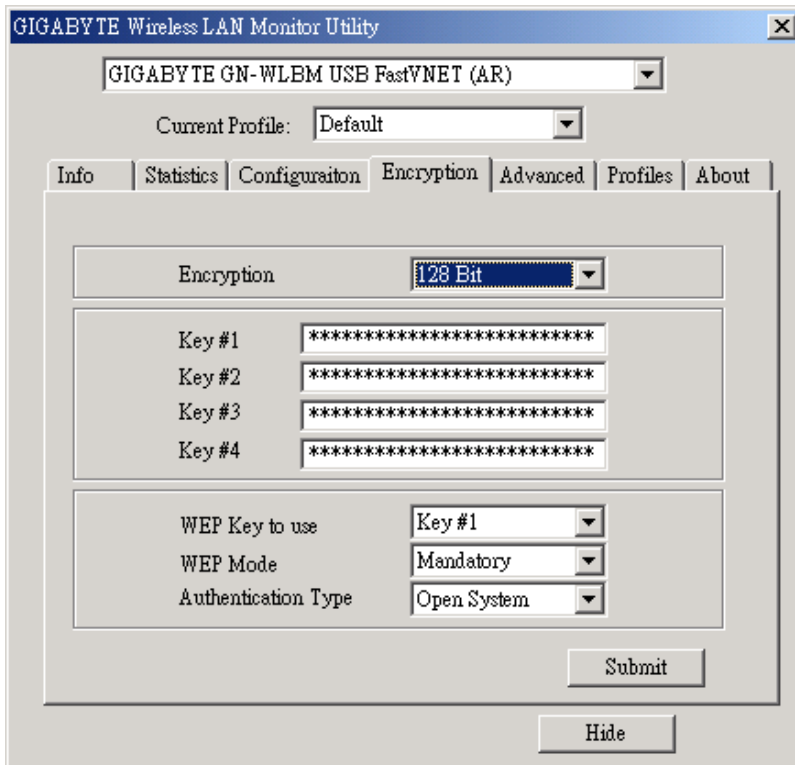 GIGABYTE Wireless LAN Monitor Utility
GIGABYTE GN-WLBM USB FastVNET (AR)
Current Profile: Default
Info Statistics Configuraiton Encryption Advanced Profiles About
Encryption 128 Bit
Key #1 **************************
Key #2 **************************
Key #3 **************************
Key #4 **************************
WEP Key to use Key #1
WEP Mode Mandatory
Authentication Type Open System
Submit
Hide